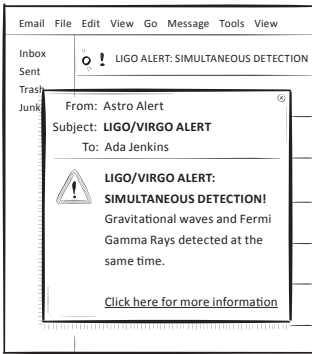 Email File Edit View Go Message Tools View
Inbox
Sent
Trash
Junk
LIGO ALERT: SIMULTANEOUS DETECTION
From: Astro Alert
Subject: LIGO/VIRGO ALERT
To: Ada Jenkins
LIGO/VIRGO ALERT:
SIMULTANEOUS DETECTION!
Gravitational waves and Fermi
Gamma Rays detected at the
same time.
Click here for more information